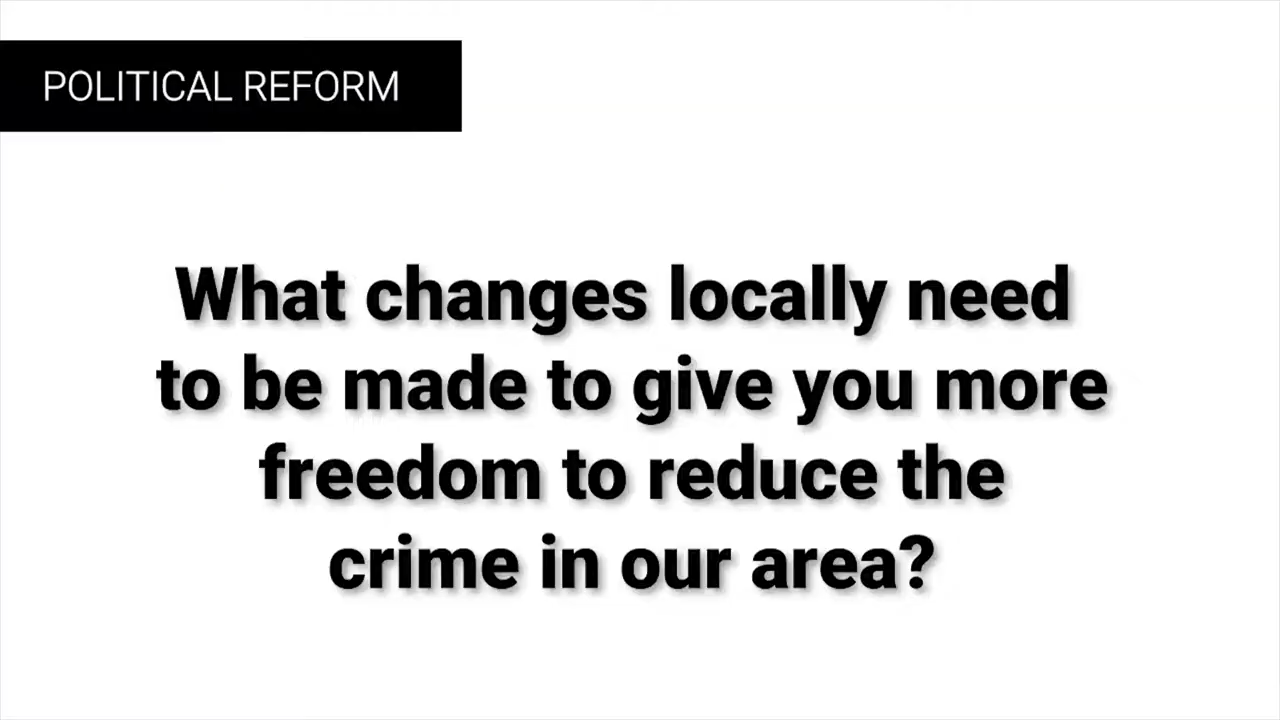 POLITICAL REFORM
What changes locally need
to be made to give you more
freedom to reduce the
crime in our area?